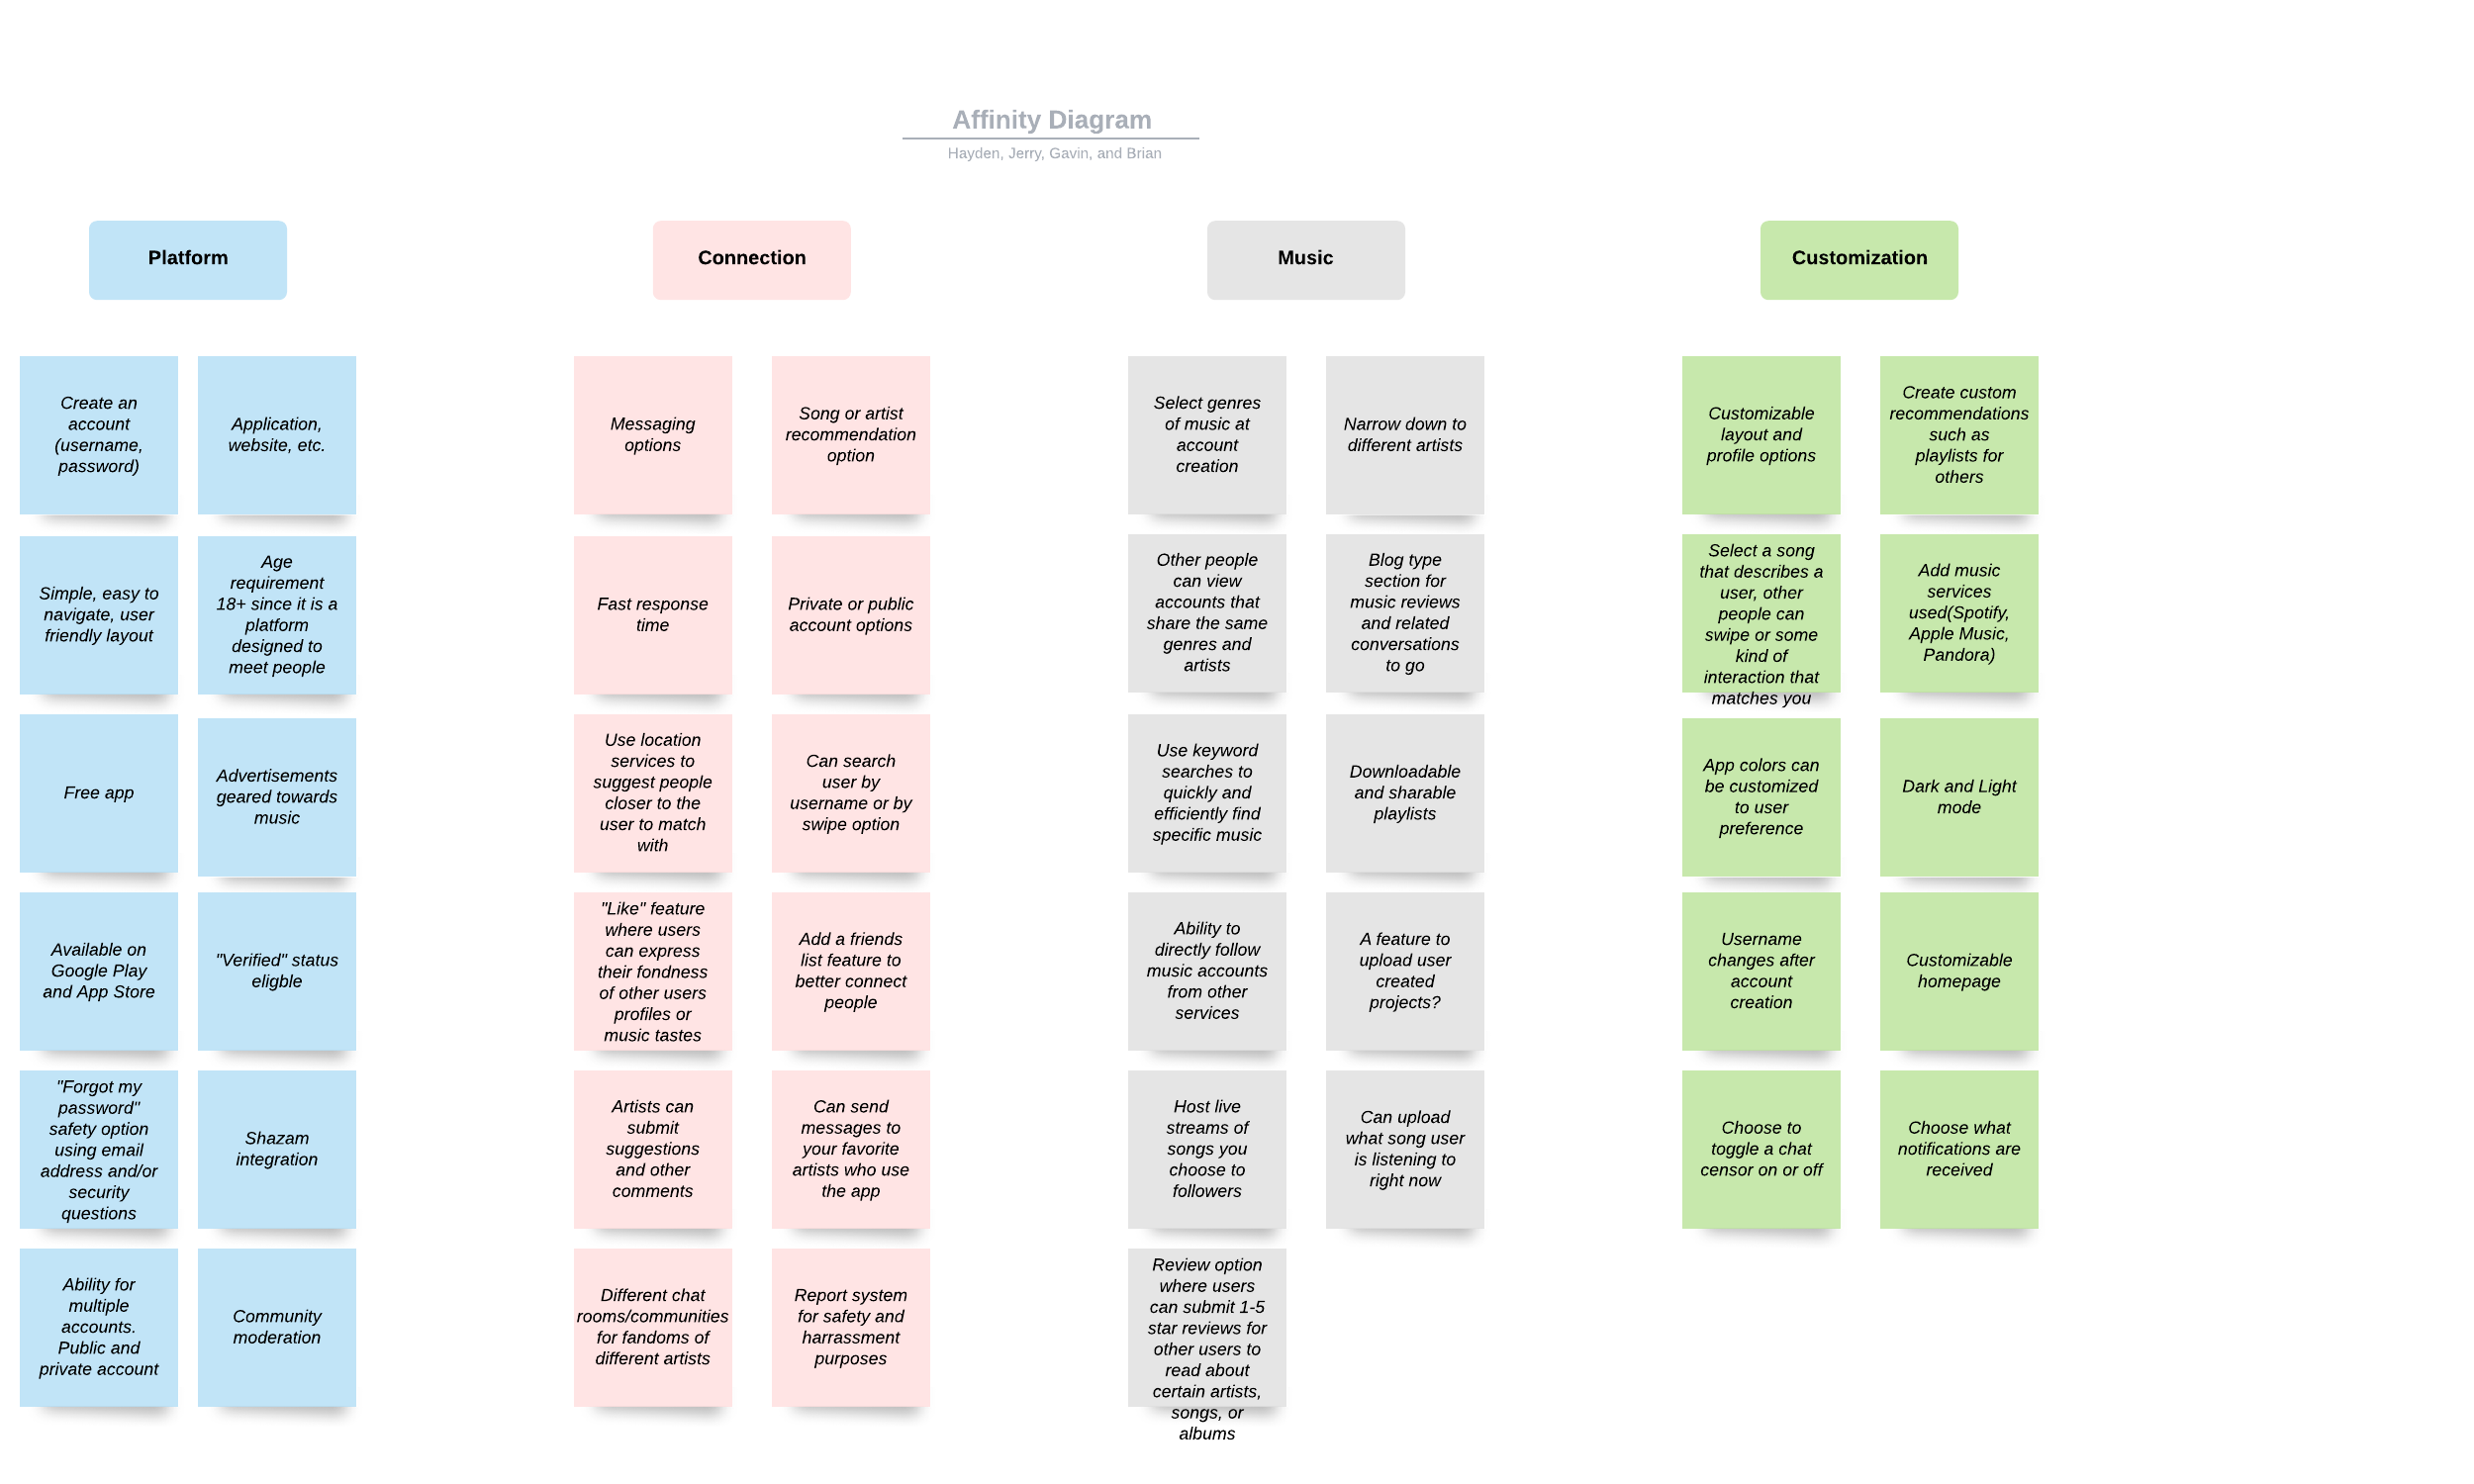 Affinity Diagram
Hayden, Jerry, Gavin, and Brian
Platform
Create an
account
(username,
password)
Application,
website, etc.
Simple, easy to
navigate, user
friendly layout
Age
requirement
18+ since it is a
platform
designed to
meet people
Free app
Advertisements
geared towards
music
Available on
Google Play
and App Store
"Verified" status
eligble
"Forgot my
password"
safety option
using email
address and/or
security
questions
Shazam
integration
Ability for
multiple
accounts.
Public and
private account
Community
moderation
Connection
Messaging
options
Song or artist
recommendation
option
Fast response
time
Private or public
account options
Use location
services to
suggest people
closer to the
user to match
with
Can search
user by
username or by
swipe option
"Like" feature
where users
can express
their fondness
of other users
profiles or
music tastes
Add a friends
list feature to
better connect
people
Artists can
submit
suggestions
and other
comments
Can send
messages to
your favorite
artists who use
the app
Different chat
rooms/communities
for fandoms of
different artists
Report system
for safety and
harrassment
purposes
Music
Select genres
of music at
account
creation
Narrow down to
different artists
Other people
can view
accounts that
share the same
genres and
artists
Blog type
section for
music reviews
and related
conversations
to go
Use keyword
searches to
quickly and
efficiently find
specific music
Downloadable
and sharable
playlists
Ability to
directly follow
music accounts
from other
services
A feature to
upload user
created
projects?
Host live
streams of
songs you
choose to
followers
Can upload
what song user
is listening to
right now
Review option
where users
can submit 1-5
star reviews for
other users to
read about
certain artists,
songs, or
albums
Customization
Customizable
layout and
profile options
Create custom
recommendations
such as
playlists for
others
Select a song
that describes a
user, other
people can
swipe or some
kind of
interaction that
matches you
Add music
services
used(Spotify,
Apple Music,
Pandora)
App colors can
be customized
to user
preference
Dark and Light
mode
Username
changes after
account
creation
Customizable
homepage
Choose to
toggle a chat
censor on or off
Choose what
notifications are
received